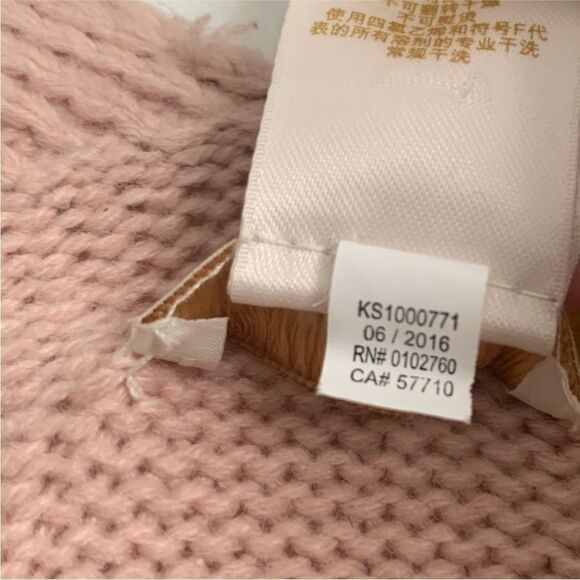 不可翻转干燥
不可熨烫
使用四氯乙烯和符号F代
表的所有溶剂的专业干洗
常规干洗
KS1000771
06 / 2016
RN# 0102760
CA# 57710